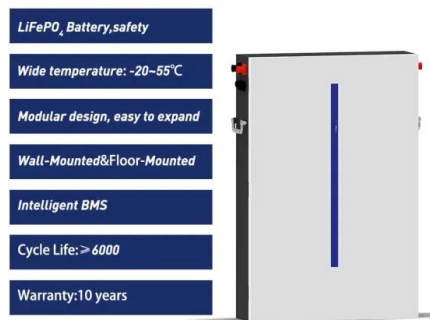 LiFePO4 Battery,safety
Wide temperature: -20~55℃
Modular design, easy to expand
Wall-Mounted&Floor-Mounted
Intelligent BMS
Cycle Life:≥6000
Warranty:10 years